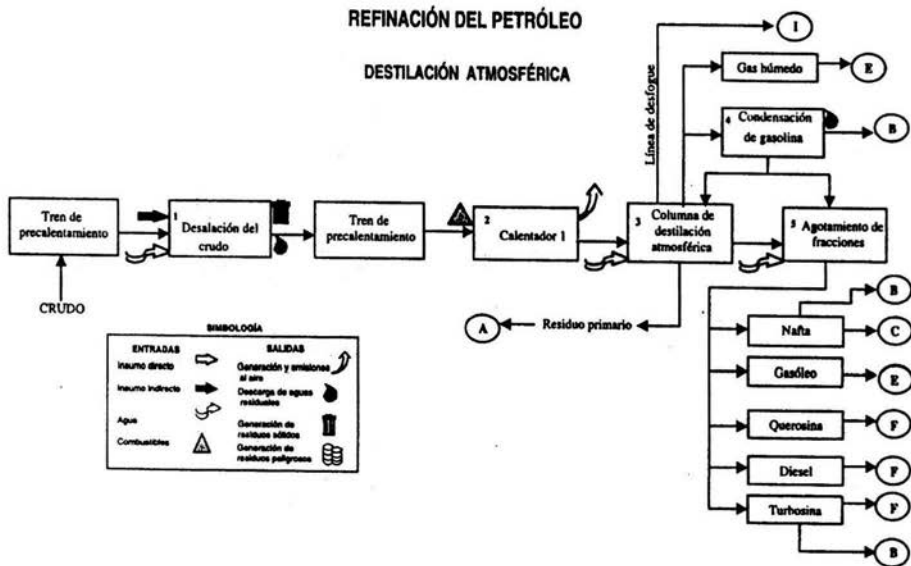 REFINACIÓN DEL PETRÓLEO
DESTILACIÓN ATMOSFÉRICA
Línea de desfogue
I
Gas húmedo
E
4 Condensación
de gasolina
B
Tren de
precalentamiento
1
Desalación del
crudo
Tren de
precalentamiento
2
Calentador 1
3 Columna de
destilación
atmosférica
5 Agotamiento de
fracciones
CRUDO
A
Residuo primario
B
Nafta
C
Gasóleo
E
Querosina
F
Diesel
F
Turbosina
F
B
SIMBOLOGÍA
ENTRADAS
Insumo directo
Insumo indirecto
Agua
Combustibles
SALIDAS
Generación y emisiones
al aire
Descarga de aguas
residuales
Generación de
residuos sólidos
Generación de
residuos peligrosos